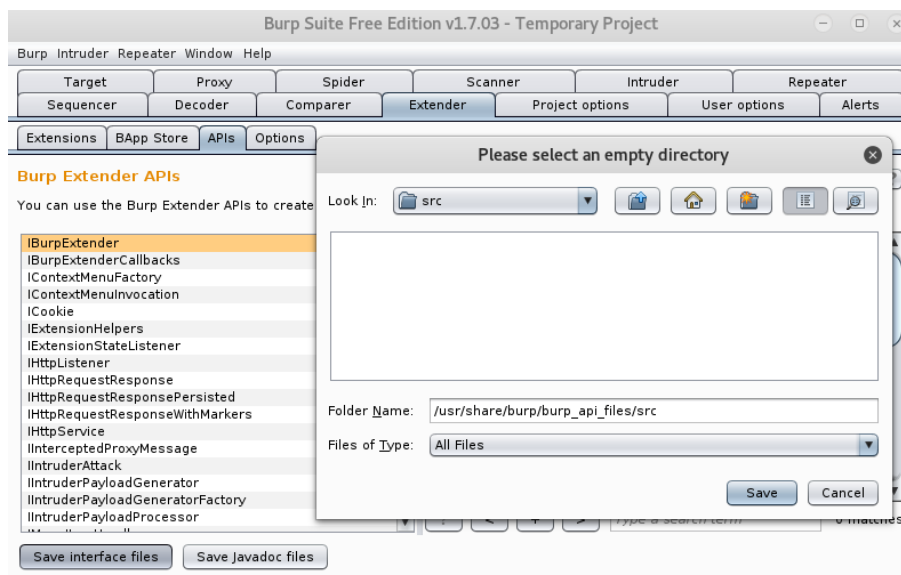 Burp Suite Free Edition v1.7.03 - Temporary Project
Burp Intruder Repeater Window Help
Target Proxy Spider Scanner Intruder Repeater
Sequencer Decoder Comparer Extender Project options User options Alerts
Extensions BApp Store APIs Options
Please select an empty directory
Burp Extender APIs
You can use the Burp Extender APIs to create
Look In: src
IBurpExtender
IBurpExtenderCallbacks
IContextMenuFactory
IContextMenuInvocation
ICookie
IExtensionHelpers
IExtensionStateListener
IHttpListener
IHttpRequestResponse
IHttpRequestResponsePersisted
IHttpRequestResponseWithMarkers
IHttpService
IInterceptedProxyMessage
IIntruderAttack
IIntruderPayloadGenerator
IIntruderPayloadGeneratorFactory
IIntruderPayloadProcessor
Folder Name: /usr/share/burp/burp_api_files/src
Files of Type: All Files
Save Cancel
Type a search term 0 matches
Save interface files Save Javadoc files